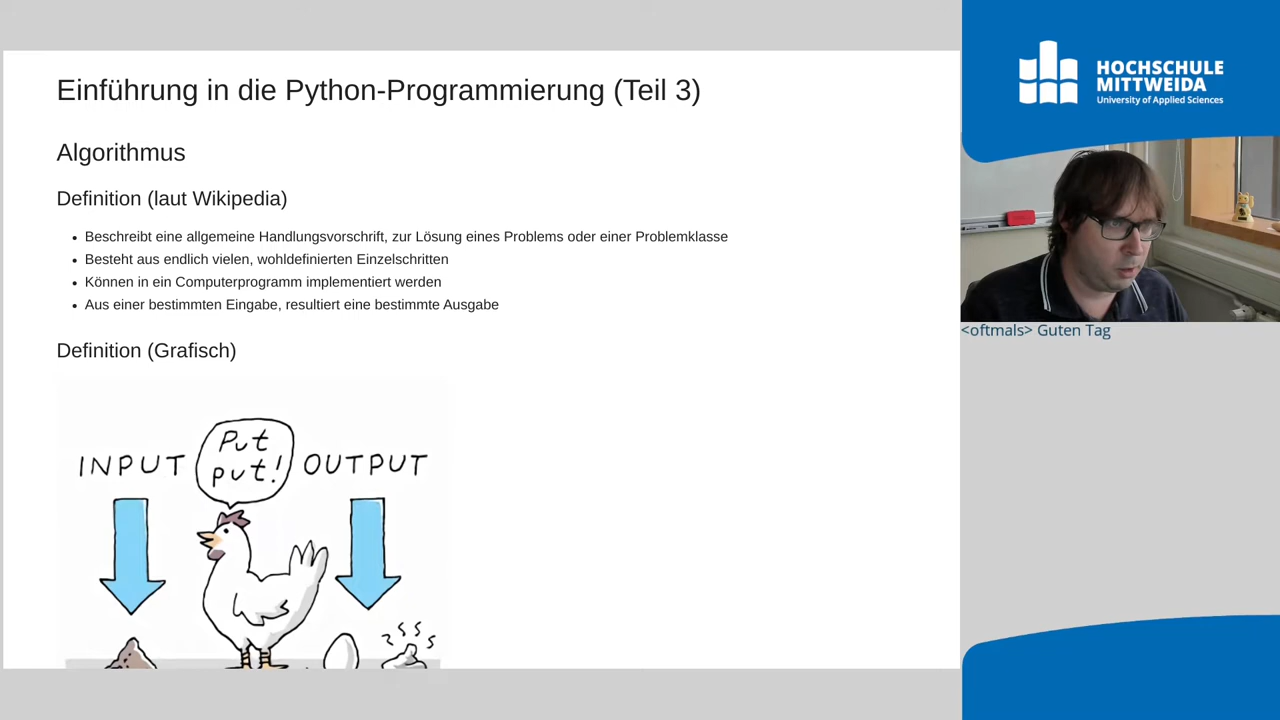 Einführung in die Python-Programmierung (Teil 3)
Algorithmus
Definition (laut Wikipedia)
Beschreibt eine allgemeine Handlungsvorschrift, zur Lösung eines Problems oder einer Problemklasse
Besteht aus endlich vielen, wohldefinierten Einzelschritten
Können in ein Computerprogramm implementiert werden
Aus einer bestimmten Eingabe, resultiert eine bestimmte Ausgabe
Definition (Grafisch)
INPUT
Put
put!
OUTPUT
HOCHSCHULE
MITTWEIDA
University of Applied Sciences
<oftmals> Guten Tag